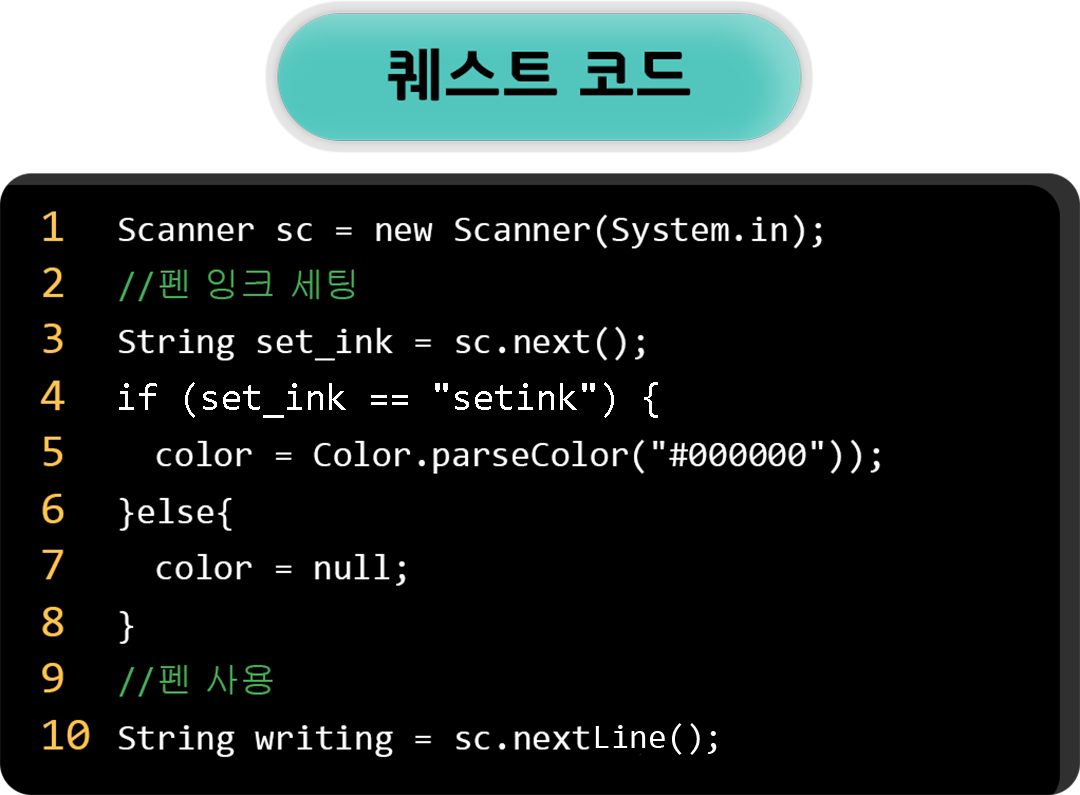 퀘스트 코드
1 Scanner sc = new Scanner(System.in);
2 //펜 잉크 세팅
3 String set_ink = sc.next();
4 if (set_ink == "setink") {
5 color = Color.parseColor("#000000"));
6 }else{
7 color = null;
8 }
9 //펜 사용
10 String writing = sc.nextLine();